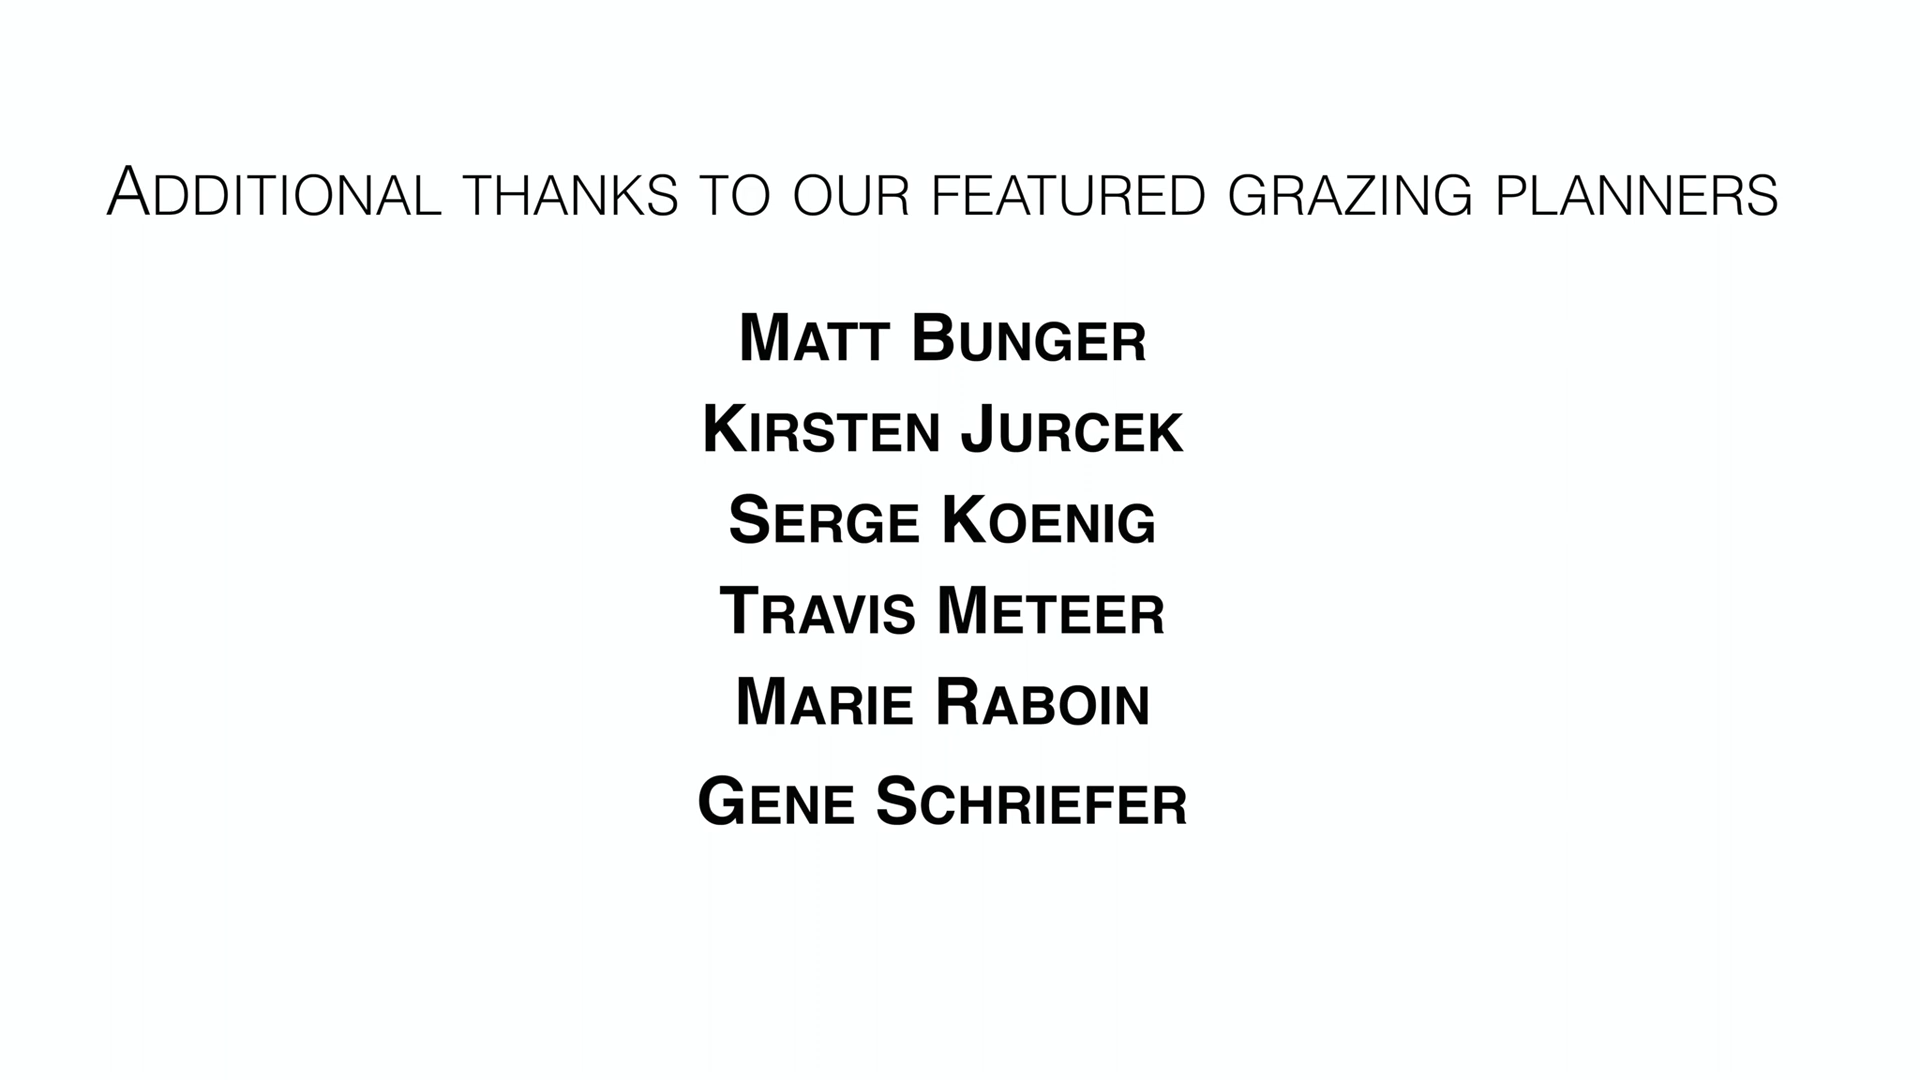 Additional thanks to our featured grazing planners
Matt Bunger
Kirsten Jurcek
Serge Koenig
Travis Meteer
Marie Raboin
Gene Schriefer